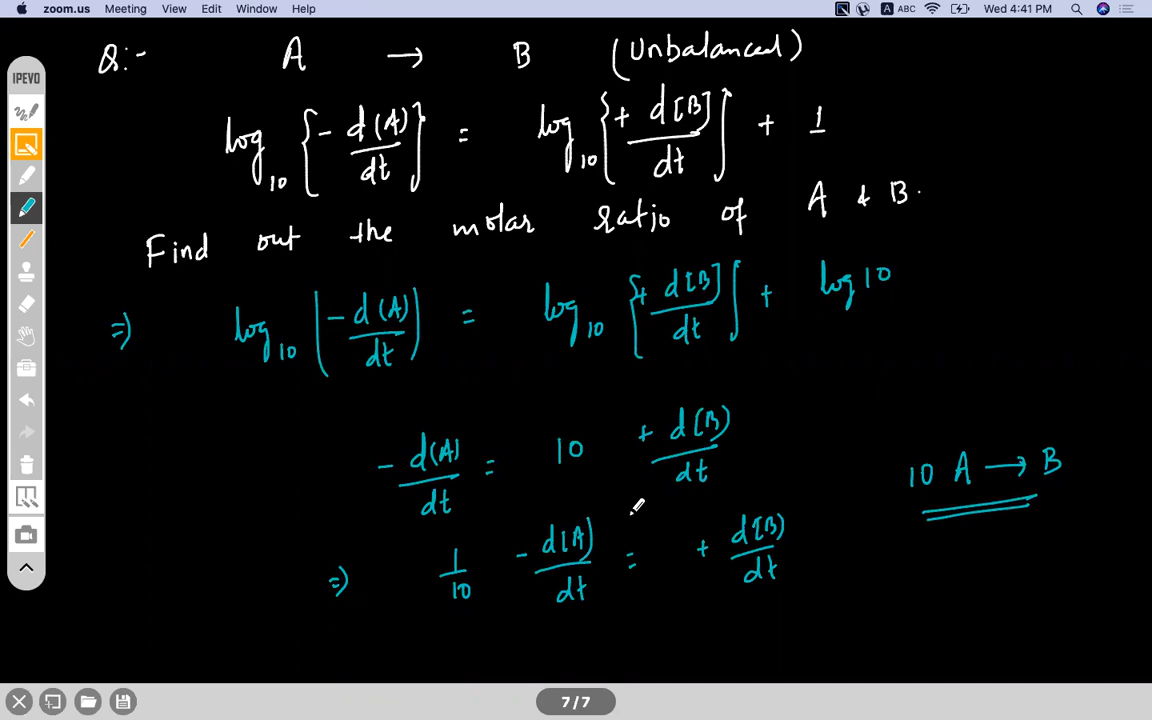 zoom.us Meeting View Edit Window Help A ABC Wed 4:41 PM
IPEVO
Q:- A → B (Unbalanced)
log₁₀ {- d(A)/dt} = log₁₀ {+ d[B]/dt} + 1
Find out the molar ratio of A & B.
⇒) log₁₀ (- d(A)/dt) = log₁₀ {+ d[B]/dt} + log 10
- d(A)/dt = 10 + d[B]/dt
10 A → B
⇒) 1/10 - d[A]/dt = + d[B]/dt
7/7